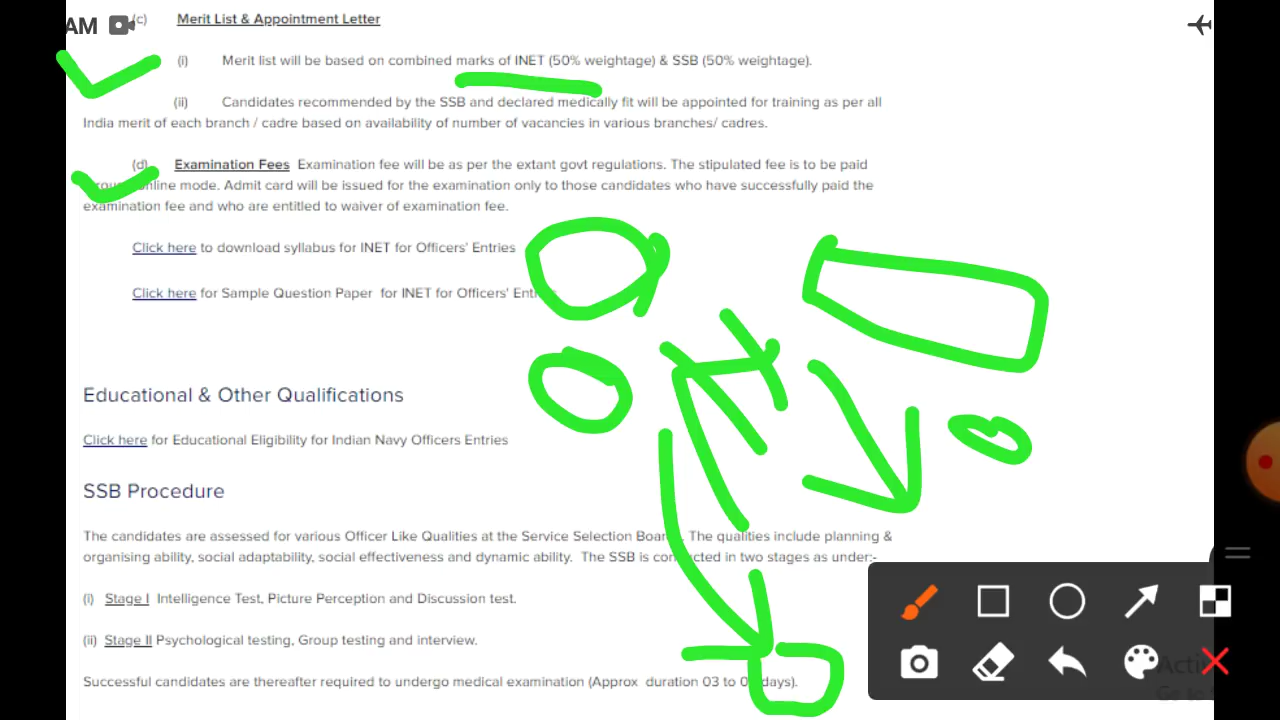 AM
(c) Merit List & Appointment Letter
(i) Merit list will be based on combined marks of INET (50% weightage) & SSB (50% weightage).
(ii) Candidates recommended by the SSB and declared medically fit will be appointed for training as per all
India merit of each branch / cadre based on availability of number of vacancies in various branches/ cadres.
(d) Examination Fees Examination fee will be as per the extant govt regulations. The stipulated fee is to be paid
online mode. Admit card will be issued for the examination only to those candidates who have successfully paid the
examination fee and who are entitled to waiver of examination fee.
Click here to download syllabus for INET for Officers' Entries
Click here for Sample Question Paper for INET for Officers'
Educational & Other Qualifications
Click here for Educational Eligibility for Indian Navy Officers Entries
SSB Procedure
The candidates are assessed for various Officer Like Qualities at the Service Selection The qualities include planning &
organising ability, social adaptability, social effectiveness and dynamic ability. The SSB is conducted in two stages as under:-
(i) Stage I Intelligence Test, Picture Perception and Discussion test.
(ii) Stage II Psychological testing, Group testing and interview.
Successful candidates are thereafter required to undergo medical examination (Approx duration 03 to days).